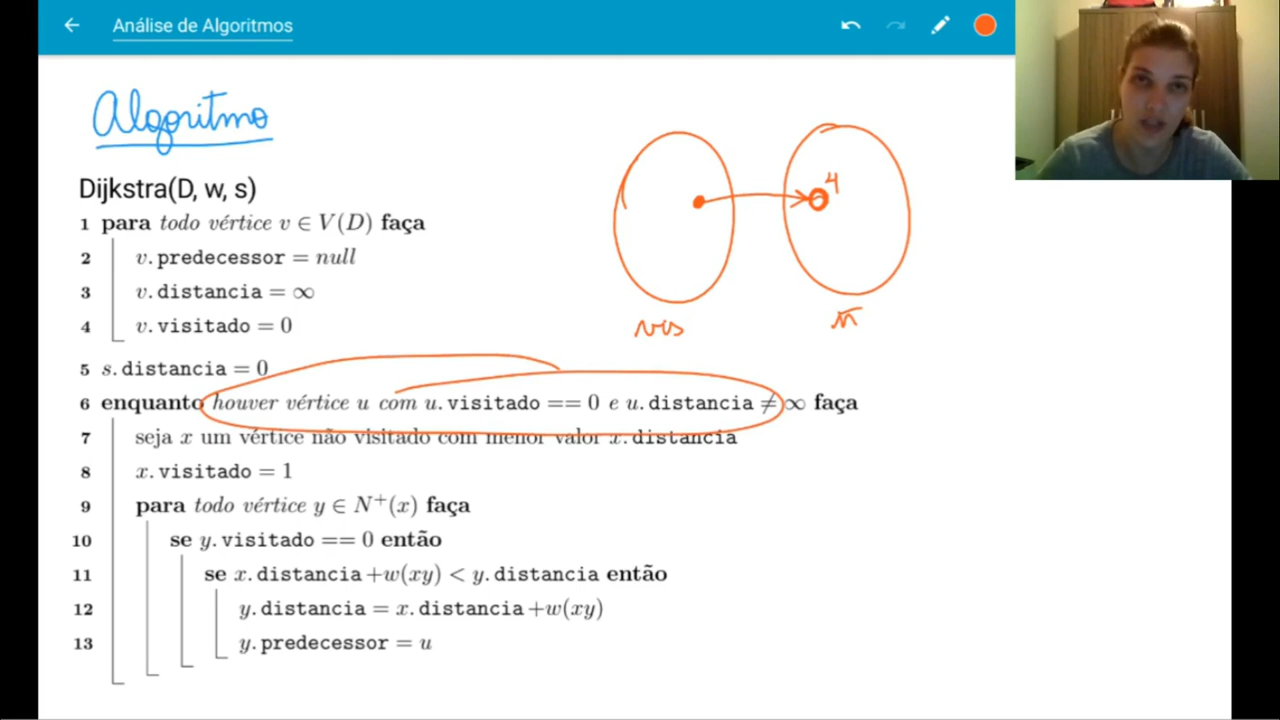 Análise de Algoritmos
Algoritmo
Dijkstra(D, w, s)
1 para todo vértice v ∈ V(D) faça
2 v.predecessor = null
3 v.distancia = ∞
4 v.visitado = 0
5 s.distancia = 0
6 enquanto houver vértice u com u.visitado == 0 e u.distancia ≠ ∞ faça
7 seja x um vértice não visitado com menor valor x.distancia
8 x.visitado = 1
9 para todo vértice y ∈ N⁺(x) faça
10 se y.visitado == 0 então
11 se x.distancia +w(xy) < y.distancia então
12 y.distancia = x.distancia +w(xy)
13 y.predecessor = u
4
vis